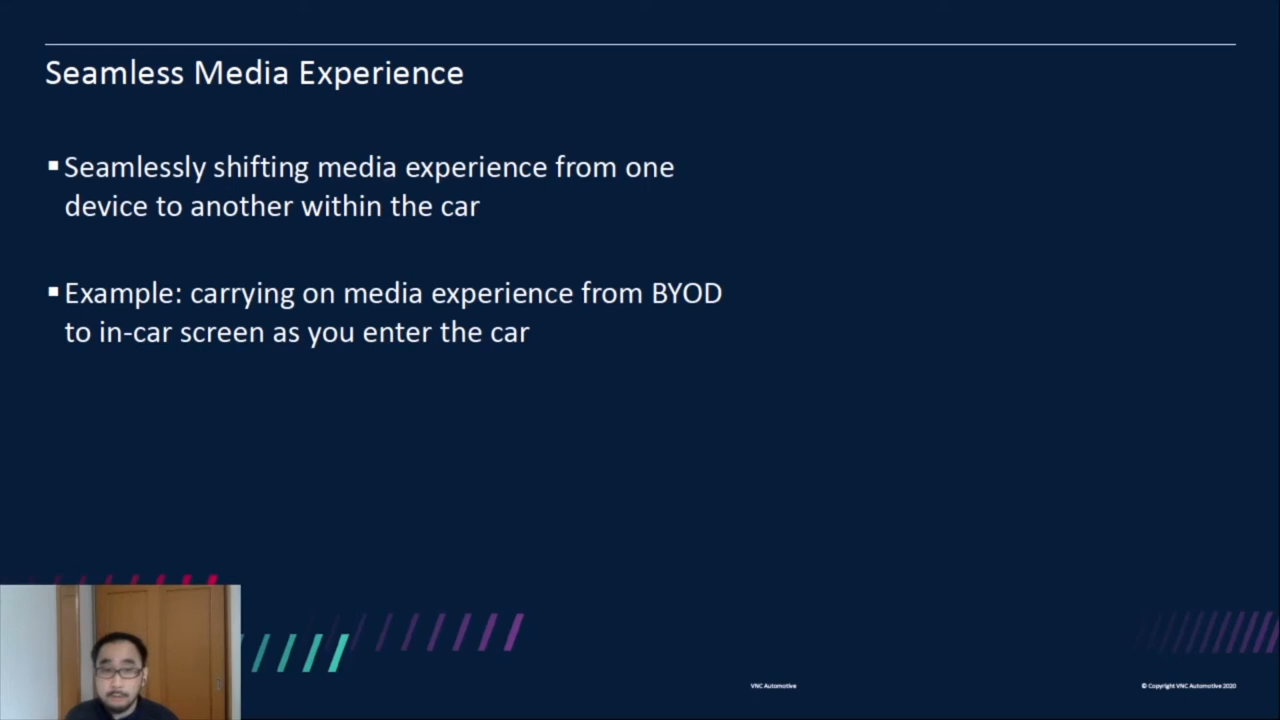 Seamless Media Experience
▪ Seamlessly shifting media experience from one
device to another within the car
▪ Example: carrying on media experience from BYOD
to in-car screen as you enter the car
VNC Automotive
© Copyright VNC Automotive 2020